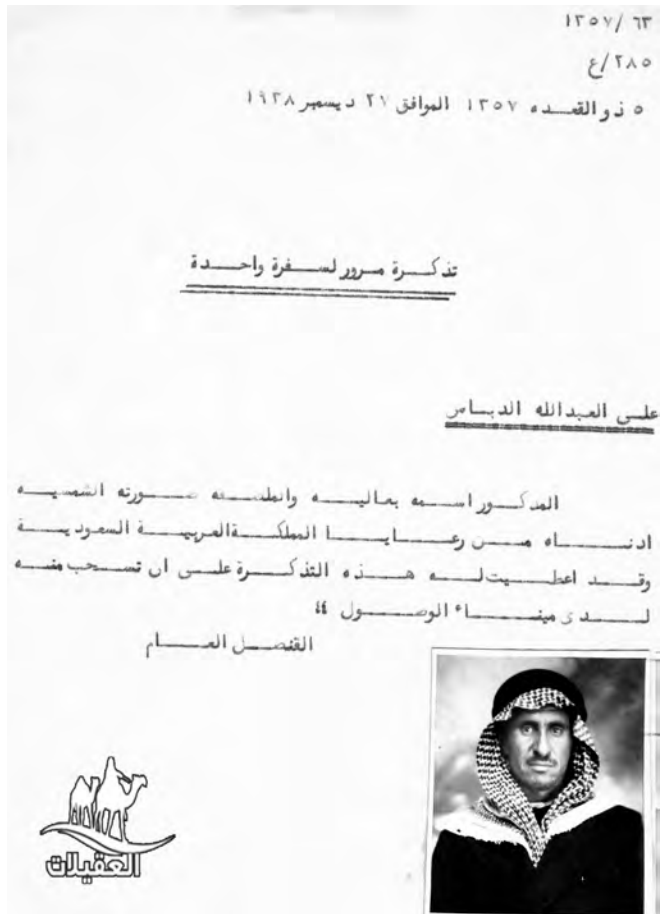 ٦٣/ ١٣٥٧
٢٨٥/ع
٥ ذو القعده ١٣٥٧ الموافق ٢٧ ديسمبر ١٩٣٨
تذكرة مرور لسفرة واحدة
على العبدالله الدباس
المذكور اسمه بعاليه والملصقه صورته الشمسيه
ادناه من رعايا المملكة العربية السعودية
وقد اعطيت له هذه التذكرة على ان تسحب منه
لدى ميناء الوصول ،،
القنصل العام
العقيلات